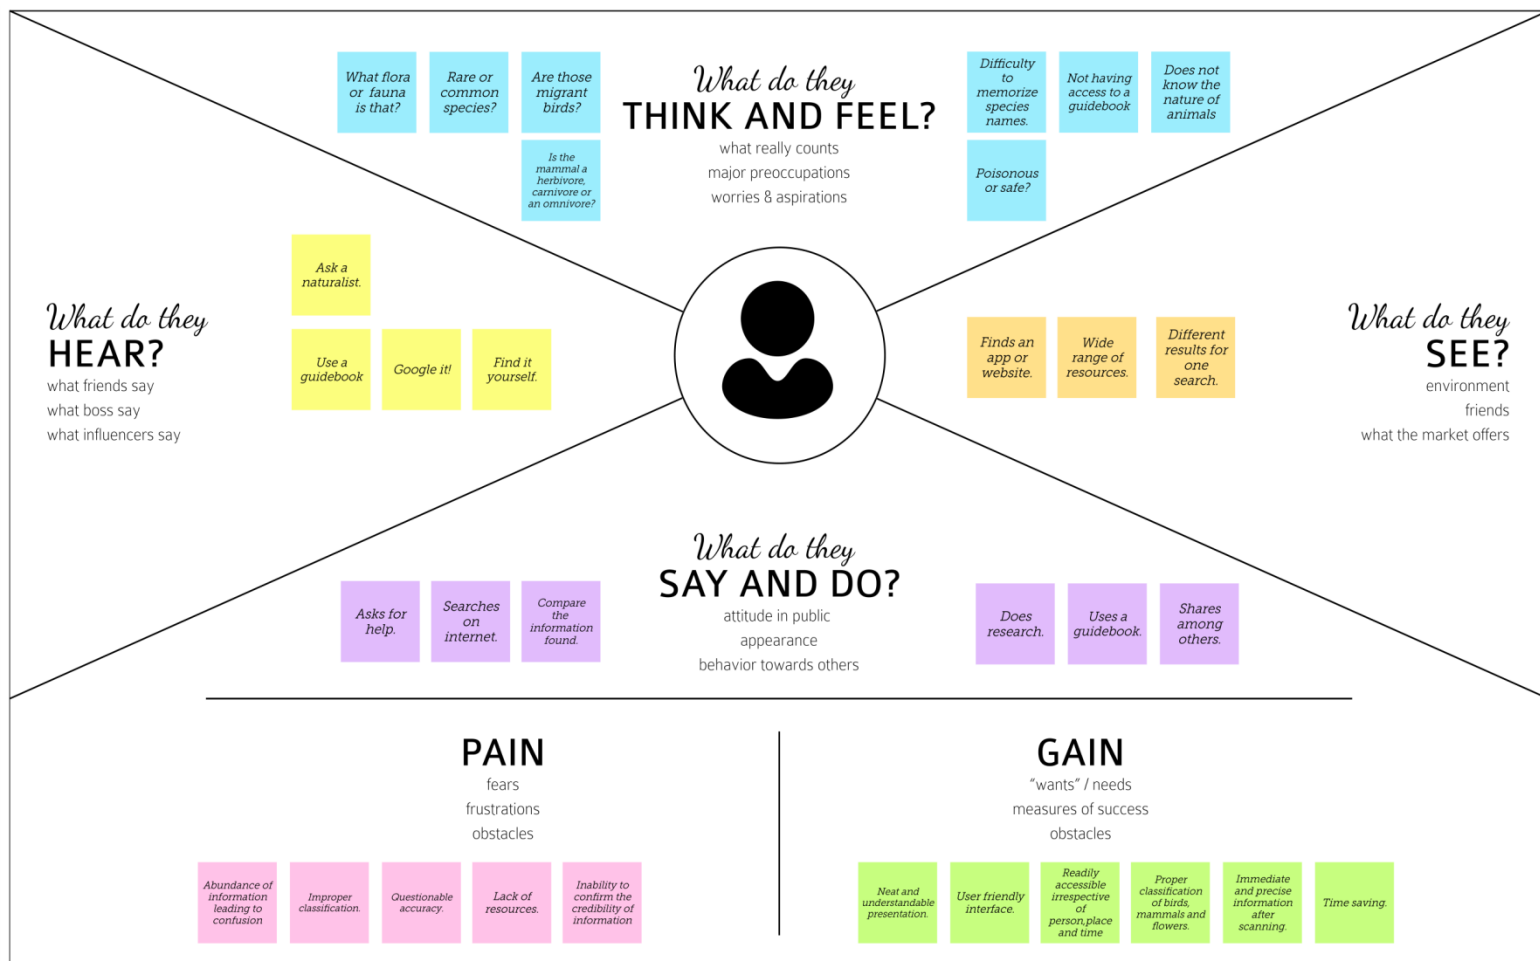 What do they
THINK AND FEEL?
what really counts
major preoccupations
worries & aspirations
What flora
or fauna
is that?
Rare or
common
species?
Are those
migrant
birds?
Is the
mammal a
herbivore,
carnivore or
an omnivore?
Difficulty
to
memorize
species
names.
Not having
access to a
guidebook
Does not
know the
nature of
animals
Poisonous
or safe?
What do they
HEAR?
what friends say
what boss say
what influencers say
Ask a
naturalist.
Use a
guidebook
Google it!
Find it
yourself.
Finds an
app or
website.
Wide
range of
resources.
Different
results for
one
search.
What do they
SEE?
environment
friends
what the market offers
What do they
SAY AND DO?
attitude in public
appearance
behavior towards others
Asks for
help.
Searches
on
internet.
Compare
the
information
found.
Does
research.
Uses a
guidebook.
Shares
among
others.
PAIN
fears
frustrations
obstacles
Abundance of
information
leading to
confusion
Improper
classification.
Questionable
accuracy.
Lack of
resources.
Inability to
confirm the
credibility of
information
GAIN
“wants” / needs
measures of success
obstacles
Neat and
understandable
presentation.
User friendly
interface.
Readily
accessible
irrespective
of
person,place
and time
Proper
classification
of birds,
mammals and
flowers.
Immediate
and precise
information
after
scanning.
Time saving.